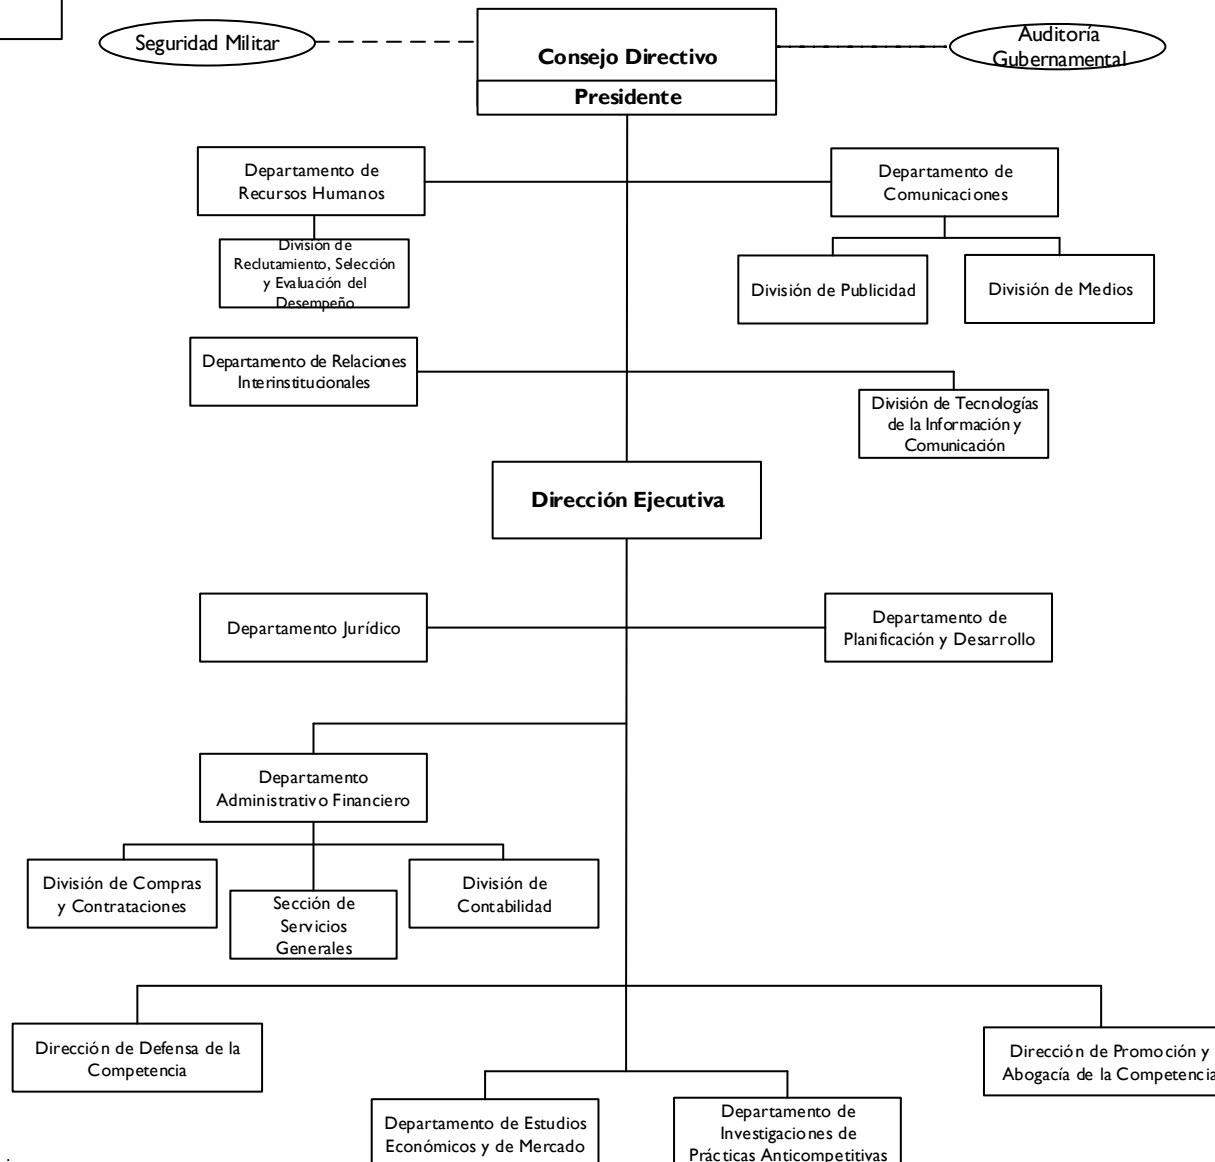 Seguridad Militar
Consejo Directivo
Presidente
Auditoría
Gubernamental
Departamento de
Recursos Humanos
Departamento de
Comunicaciones
División de
Reclutamiento, Selección
y Evaluación del
Desempeño
División de Publicidad
División de Medios
Departamento de Relaciones
Interinstitucionales
División de Tecnologías
de la Información y
Comunicación
Dirección Ejecutiva
Departamento Jurídico
Departamento de
Planificación y Desarrollo
Departamento
Administrativo Financiero
División de Compras
y Contrataciones
Sección de
Servicios
Generales
División de
Contabilidad
Dirección de Defensa de la
Competencia
Dirección de Promoción y
Abogacía de la Competencia
Departamento de Estudios
Económicos y de Mercado
Departamento de
Investigaciones de
Prácticas Anticompetitivas